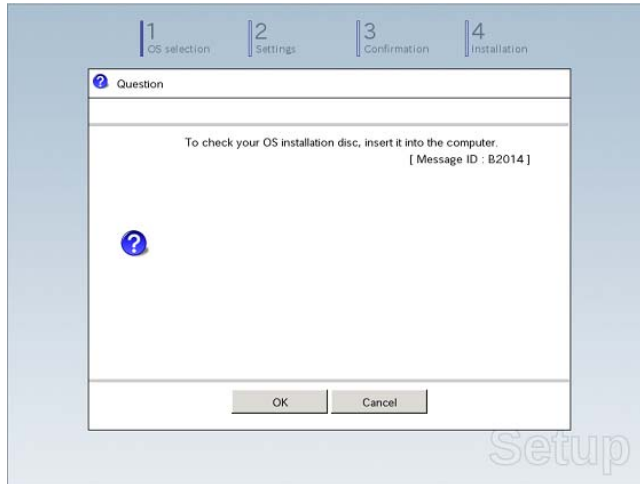 1
OS selection
2
Settings
3
Confirmation
4
Installation
Question
To check your OS installation disc, insert it into the computer.
[ Message ID : B2014 ]
OK
Cancel
Setup